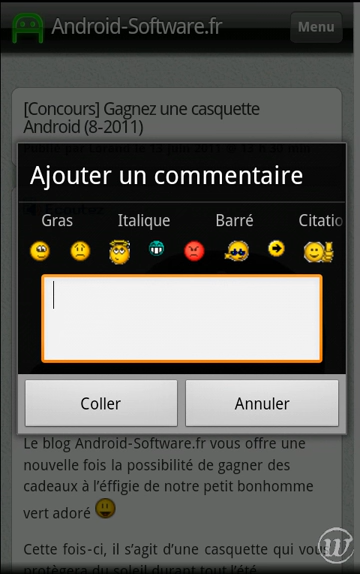 Android-Software.fr
Menu
[Concours] Gagnez une casquette
Android (8-2011)
Ajouter un commentaire
Gras Italique Barré Citatio
Coller Annuler
Le blog Android-Software.fr vous offre une
nouvelle fois la possibilité de gagner des
cadeaux à l'éffigie de notre petit bonhomme
vert adoré
Cette fois-ci, il s'agit d'une casquette qui vous
protègera du soleil durant tout l'été.